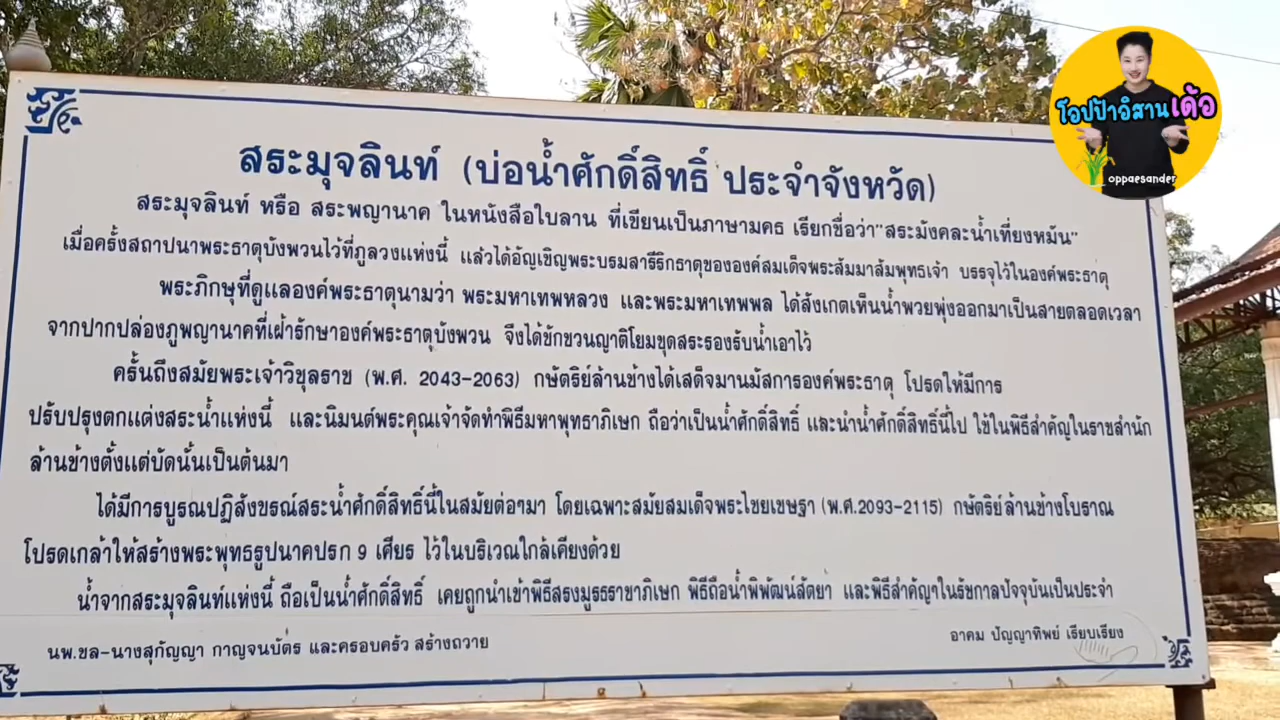 สระมุจลินท์ (บ่อน้ำศักดิ์สิทธิ์ ประจำจังหวัด)
สระมุจลินท์ หรือ สระพญานาค ในหนังสือใบลาน ที่เขียนเป็นภาษามคธ เรียกชื่อว่า"สระมังคละน้ำเที่ยงหมั้น"
เมื่อครั้งสถาปนาพระธาตุบังพวนไว้ที่ภูลวงแห่งนี้ แล้วได้อัญเชิญพระบรมสารีริกธาตุขององค์สมเด็จพระสัมมาสัมพุทธเจ้า บรรจุไว้ในองค์พระธาตุ
พระภิกษุที่ดูแลองค์พระธาตุนามว่า พระมหาเทพหลวง และพระมหาเทพพล ได้สังเกตเห็นน้ำพวยพุ่งออกมาเป็นสายตลอดเวลา
จากปากปล่องภูพญานาคที่เฝ้ารักษาองค์พระธาตุบังพวน จึงได้ชักชวนญาติโยมขุดสระรองรับน้ำเอาไว้
ครั้นถึงสมัยพระเจ้าวิชุลราช (พ.ศ. 2043-2063) กษัตริย์ล้านช้างได้เสด็จมานมัสการองค์พระธาตุ โปรดให้มีการ
ปรับปรุงตกแต่งสระน้ำแห่งนี้ และนิมนต์พระคุณเจ้าจัดทำพิธีมหาพุทธาภิเษก ถือว่าเป็นน้ำศักดิ์สิทธิ์ และนำน้ำศักดิ์สิทธิ์นี้ไป ใช้ในพิธีสำคัญในราชสำนัก
ล้านช้างตั้งแต่บัดนั้นเป็นต้นมา
ได้มีการบูรณปฏิสังขรณ์สระน้ำศักดิ์สิทธิ์นี้ในสมัยต่อๆมา โดยเฉพาะสมัยสมเด็จพระไชยเชษฐา (พ.ศ.2093-2115) กษัตริย์ล้านช้างโบราณ
โปรดเกล้าให้สร้างพระพุทธรูปนาคปรก 9 เศียร ไว้ในบริเวณใกล้เคียงด้วย
น้ำจากสระมุจลินท์แห่งนี้ ถือเป็นน้ำศักดิ์สิทธิ์ เคยถูกนำเข้าพิธีสรงมูรธราชาภิเษก พิธีถือน้ำพิพัฒน์สัตยา และพิธีสำคัญๆในรัชกาลปัจจุบันเป็นประจำ
นพ.ชล-นางสุกัญญา กาญจนบัตร และครอบครัว สร้างถวาย
อาคม ปัญญาทิพย์ เรียบเรียง
โอปป้าอีสานเด้อ
oppaesander